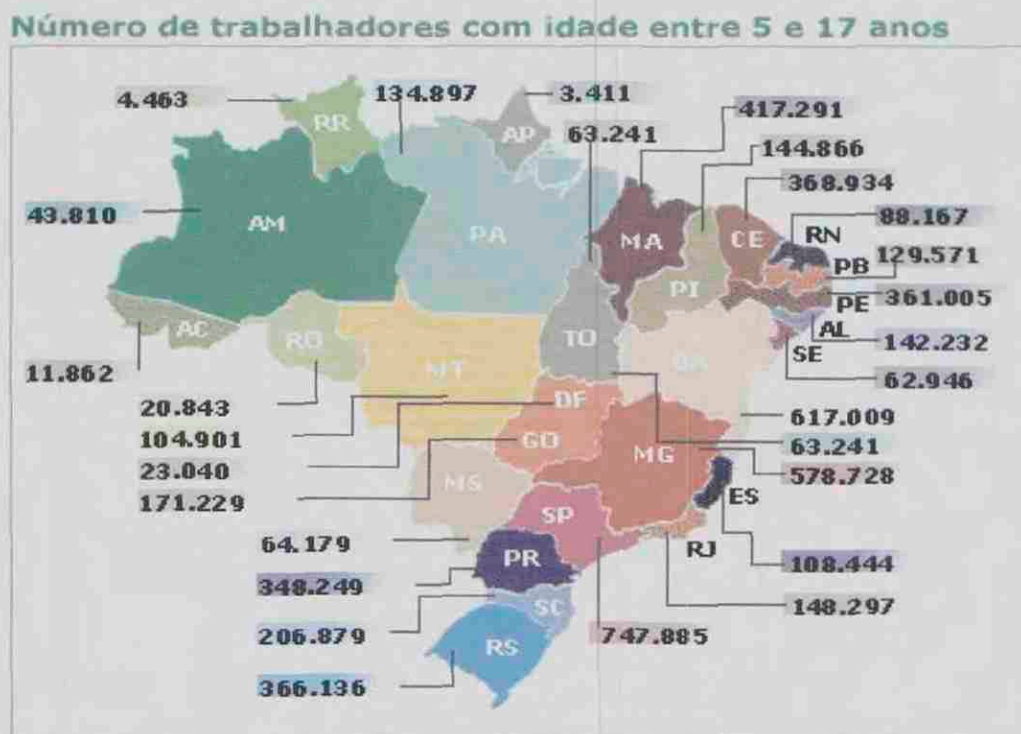 Número de trabalhadores com idade entre 5 e 17 anos
4.463
134.897
3.411
417.291
RR
AP
63.241
144.866
368.934
43.810
88.167
AM
PA
MA
CE
RN
129.571
PB
PI
361.005
PE
AC
RO
TO
AL
142.232
MT
BA
SE
11.862
62.946
20.843
DF
617.009
104.901
GO
MG
63.241
23.040
578.728
171.229
MS
ES
SP
64.179
PR
RJ
348.249
108.444
SC
148.297
206.879
747.885
RS
366.136